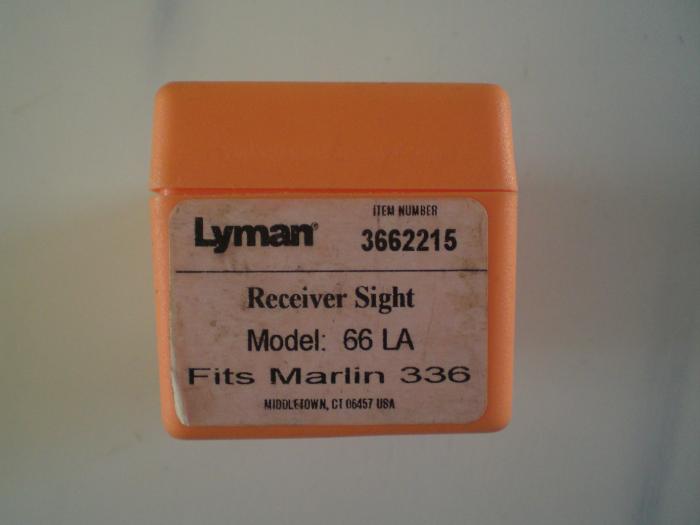 Lyman®
ITEM NUMBER
3662215
Receiver Sight
Model: 66 LA
Fits Marlin 336
MIDDLETOWN, CT 06457 USA